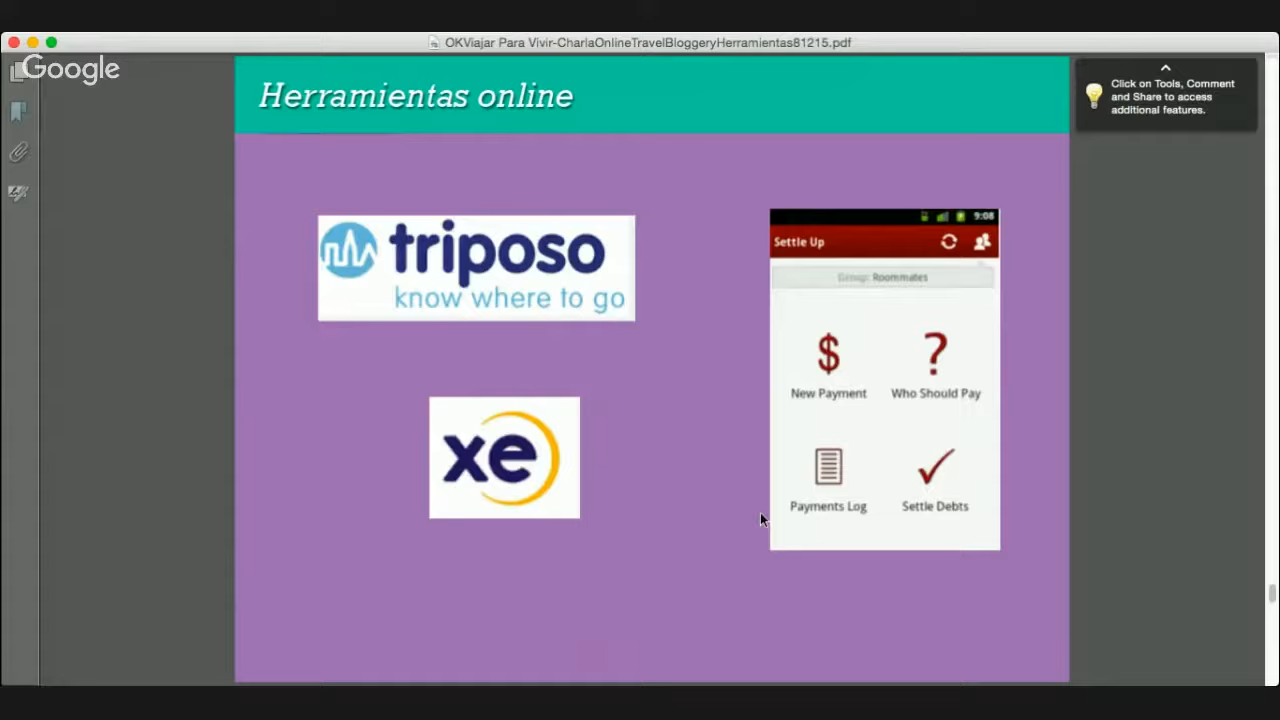 OKViajar Para Vivir-CharlaOnlineTravelBloggeryHerramientas81215.pdf
Google
Herramientas online
Click on Tools, Comment
and Share to access
additional features.
triposo
know where to go
xe
9:08
Settle Up
Group: Roommates
$
?
New Payment
Who Should Pay
Payments Log
Settle Debts